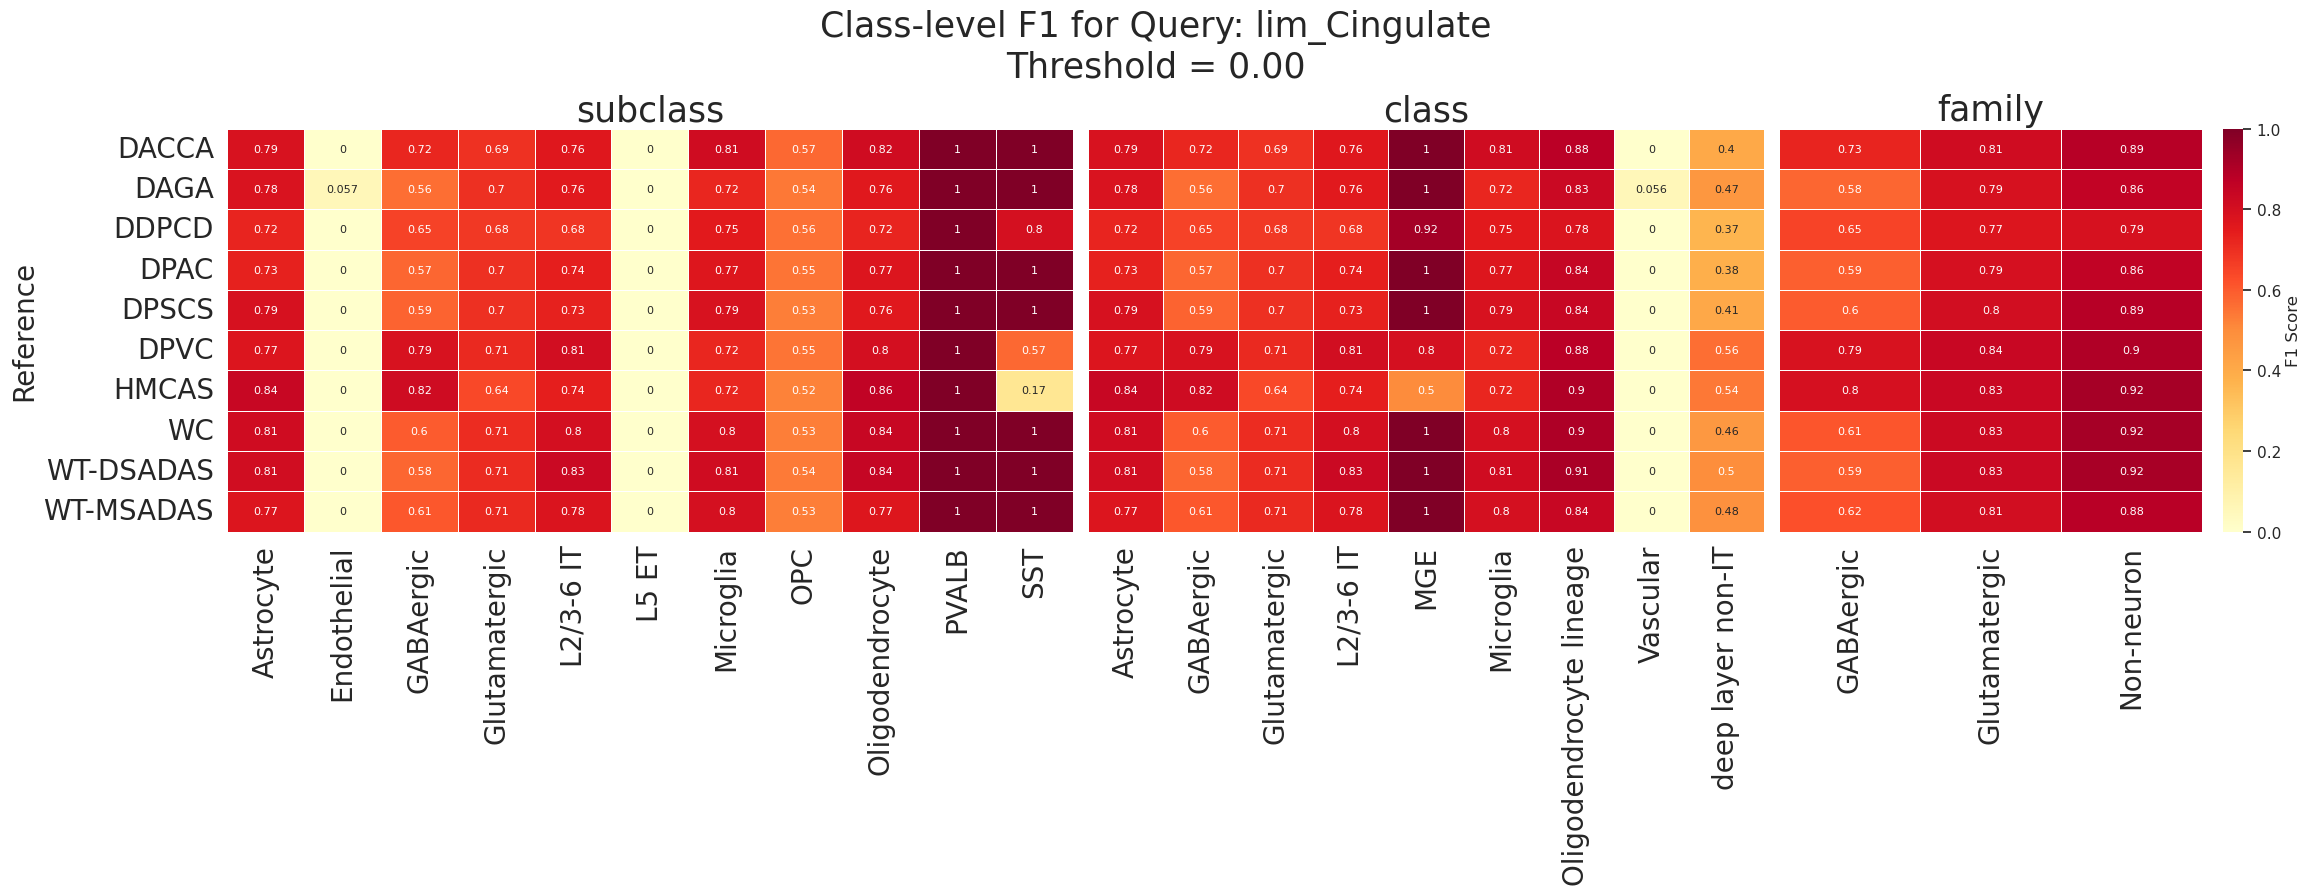 Class-level F1 for Query: lim_Cingulate
Threshold = 0.00
subclass class family
DACCA 0.79 0 0.72 0.69 0.76 0 0.81 0.57 0.82 1 1 0.79 0.72 0.69 0.76 1 0.81 0.88 0 0.4 0.73 0.81 0.89
DAGA 0.78 0.057 0.56 0.7 0.76 0 0.72 0.54 0.76 1 1 0.78 0.56 0.7 0.76 1 0.72 0.83 0.056 0.47 0.58 0.79 0.86
DDPCD 0.72 0 0.65 0.68 0.68 0 0.75 0.56 0.72 1 0.8 0.72 0.65 0.68 0.68 0.92 0.75 0.78 0 0.37 0.65 0.77 0.79
DPAC 0.73 0 0.57 0.7 0.74 0 0.77 0.55 0.77 1 1 0.73 0.57 0.7 0.74 1 0.77 0.84 0 0.38 0.59 0.79 0.86
DPSCS 0.79 0 0.59 0.7 0.73 0 0.79 0.53 0.76 1 1 0.79 0.59 0.7 0.73 1 0.79 0.84 0 0.41 0.6 0.8 0.89
DPVC 0.77 0 0.79 0.71 0.81 0 0.72 0.55 0.8 1 0.57 0.77 0.79 0.71 0.81 0.8 0.72 0.88 0 0.56 0.79 0.84 0.9
HMCAS 0.84 0 0.82 0.64 0.74 0 0.72 0.52 0.86 1 0.17 0.84 0.82 0.64 0.74 0.5 0.72 0.9 0 0.54 0.8 0.83 0.92
WC 0.81 0 0.6 0.71 0.8 0 0.8 0.53 0.84 1 1 0.81 0.6 0.71 0.8 1 0.8 0.9 0 0.46 0.61 0.83 0.92
WT-DSADAS 0.81 0 0.58 0.71 0.83 0 0.81 0.54 0.84 1 1 0.81 0.58 0.71 0.83 1 0.81 0.91 0 0.5 0.59 0.83 0.92
WT-MSADAS 0.77 0 0.61 0.71 0.78 0 0.8 0.53 0.77 1 1 0.77 0.61 0.71 0.78 1 0.8 0.84 0 0.48 0.62 0.81 0.88
Reference
Astrocyte
Endothelial
GABAergic
Glutamatergic
L2/3-6 IT
L5 ET
Microglia
OPC
Oligodendrocyte
PVALB
SST
Astrocyte
GABAergic
Glutamatergic
L2/3-6 IT
MGE
Microglia
Oligodendrocyte lineage
Vascular
deep layer non-IT
GABAergic
Glutamatergic
Non-neuron
1.0
0.8
0.6
0.4
0.2
0.0
F1 Score